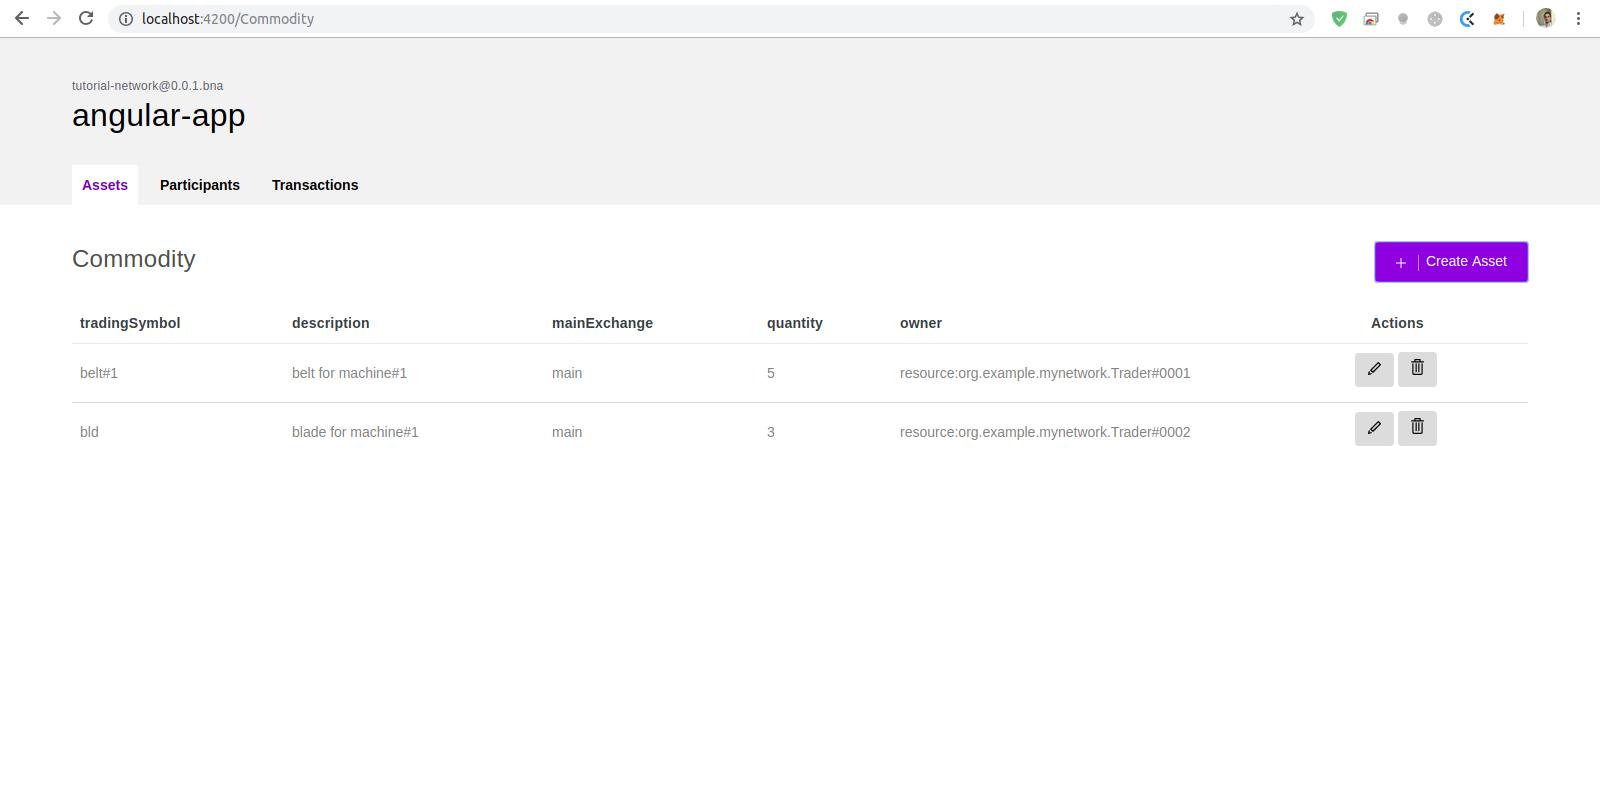 localhost:4200/Commodity
tutorial-network@0.0.1.bna
angular-app
Assets Participants Transactions
Commodity
+ | Create Asset
tradingSymbol description mainExchange quantity owner Actions
belt#1 belt for machine#1 main 5 resource:org.example.mynetwork.Trader#0001
bld blade for machine#1 main 3 resource:org.example.mynetwork.Trader#0002